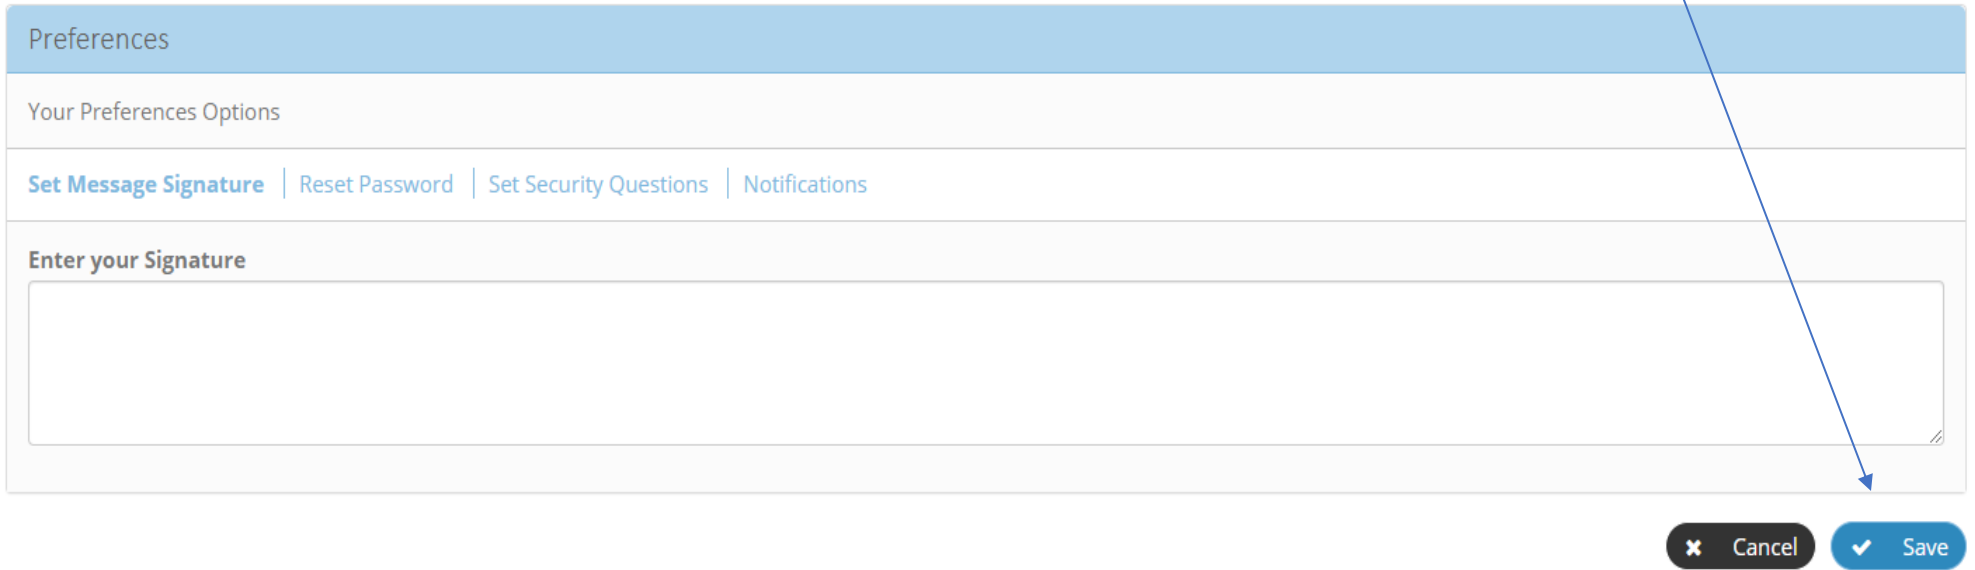 Preferences
Your Preferences Options
Set Message Signature Reset Password Set Security Questions Notifications
Enter your Signature
Cancel Save